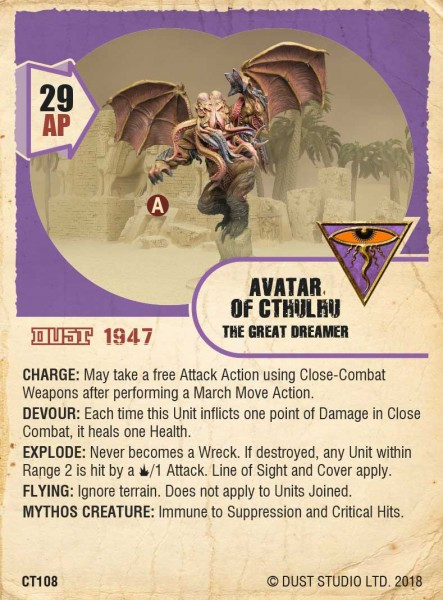 29
AP
A
AVATAR
OF CTHULHU
THE GREAT DREAMER
DUST 1947
CHARGE: May take a free Attack Action using Close-Combat
Weapons after performing a March Move Action.
DEVOUR: Each time this Unit inflicts one point of Damage in Close
Combat, it heals one Health.
EXPLODE: Never becomes a Wreck. If destroyed, any Unit within
Range 2 is hit by a /1 Attack. Line of Sight and Cover apply.
FLYING: Ignore terrain. Does not apply to Units Joined.
MYTHOS CREATURE: Immune to Suppression and Critical Hits.
CT108
© DUST STUDIO LTD. 2018